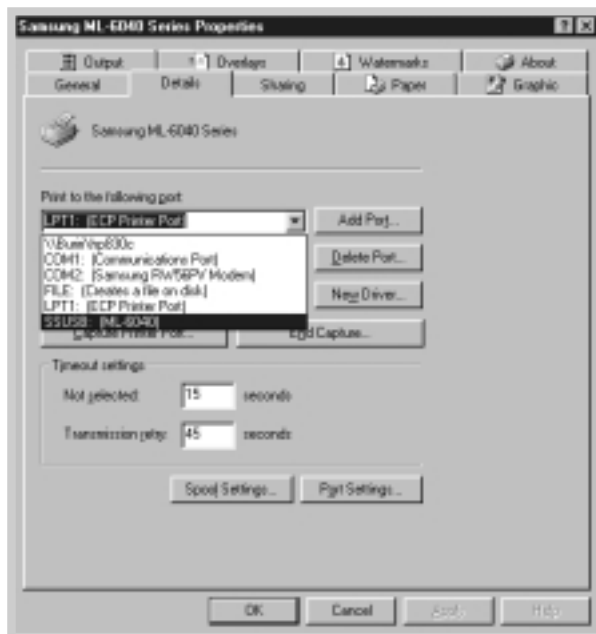 Samsung ML-6040 Series Properties
Output Overlays Watermarks About
General Details Sharing Paper Graphic
Samsung ML-6040 Series
Print to the following port:
LPT1: (ECP Printer Port) Add Port...
COM1: (Communications Port) Delete Port...
COM2: (Samsung RW56PV Modem)
FILE: (Creates a file on disk) New Driver...
LPT1: (ECP Printer Port)
SSUSB: (ML-6040)
Capture Printer Port... End Capture...
Timeout settings
Not selected: 15 seconds
Transmission retry: 45 seconds
Spool Settings... Port Settings...
OK Cancel Apply Help